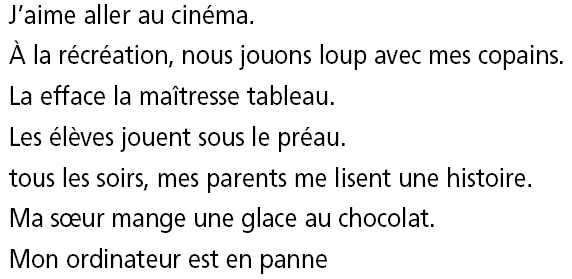 J’aime aller au cinéma.
À la récréation, nous jouons loup avec mes copains.
La efface la maîtresse tableau.
Les élèves jouent sous le préau.
tous les soirs, mes parents me lisent une histoire.
Ma sœur mange une glace au chocolat.
Mon ordinateur est en panne